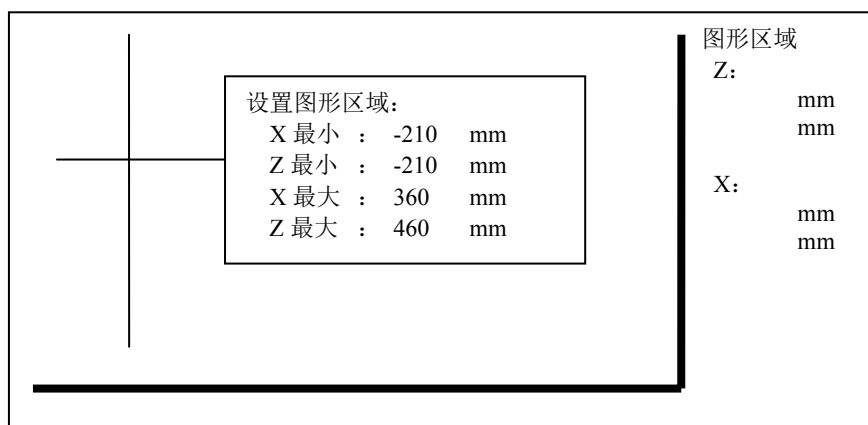 设置图形区域：
X 最小 ： -210 mm
Z 最小 ： -210 mm
X 最大 ： 360 mm
Z 最大 ： 460 mm
图形区域
Z：
mm
mm
X：
mm
mm